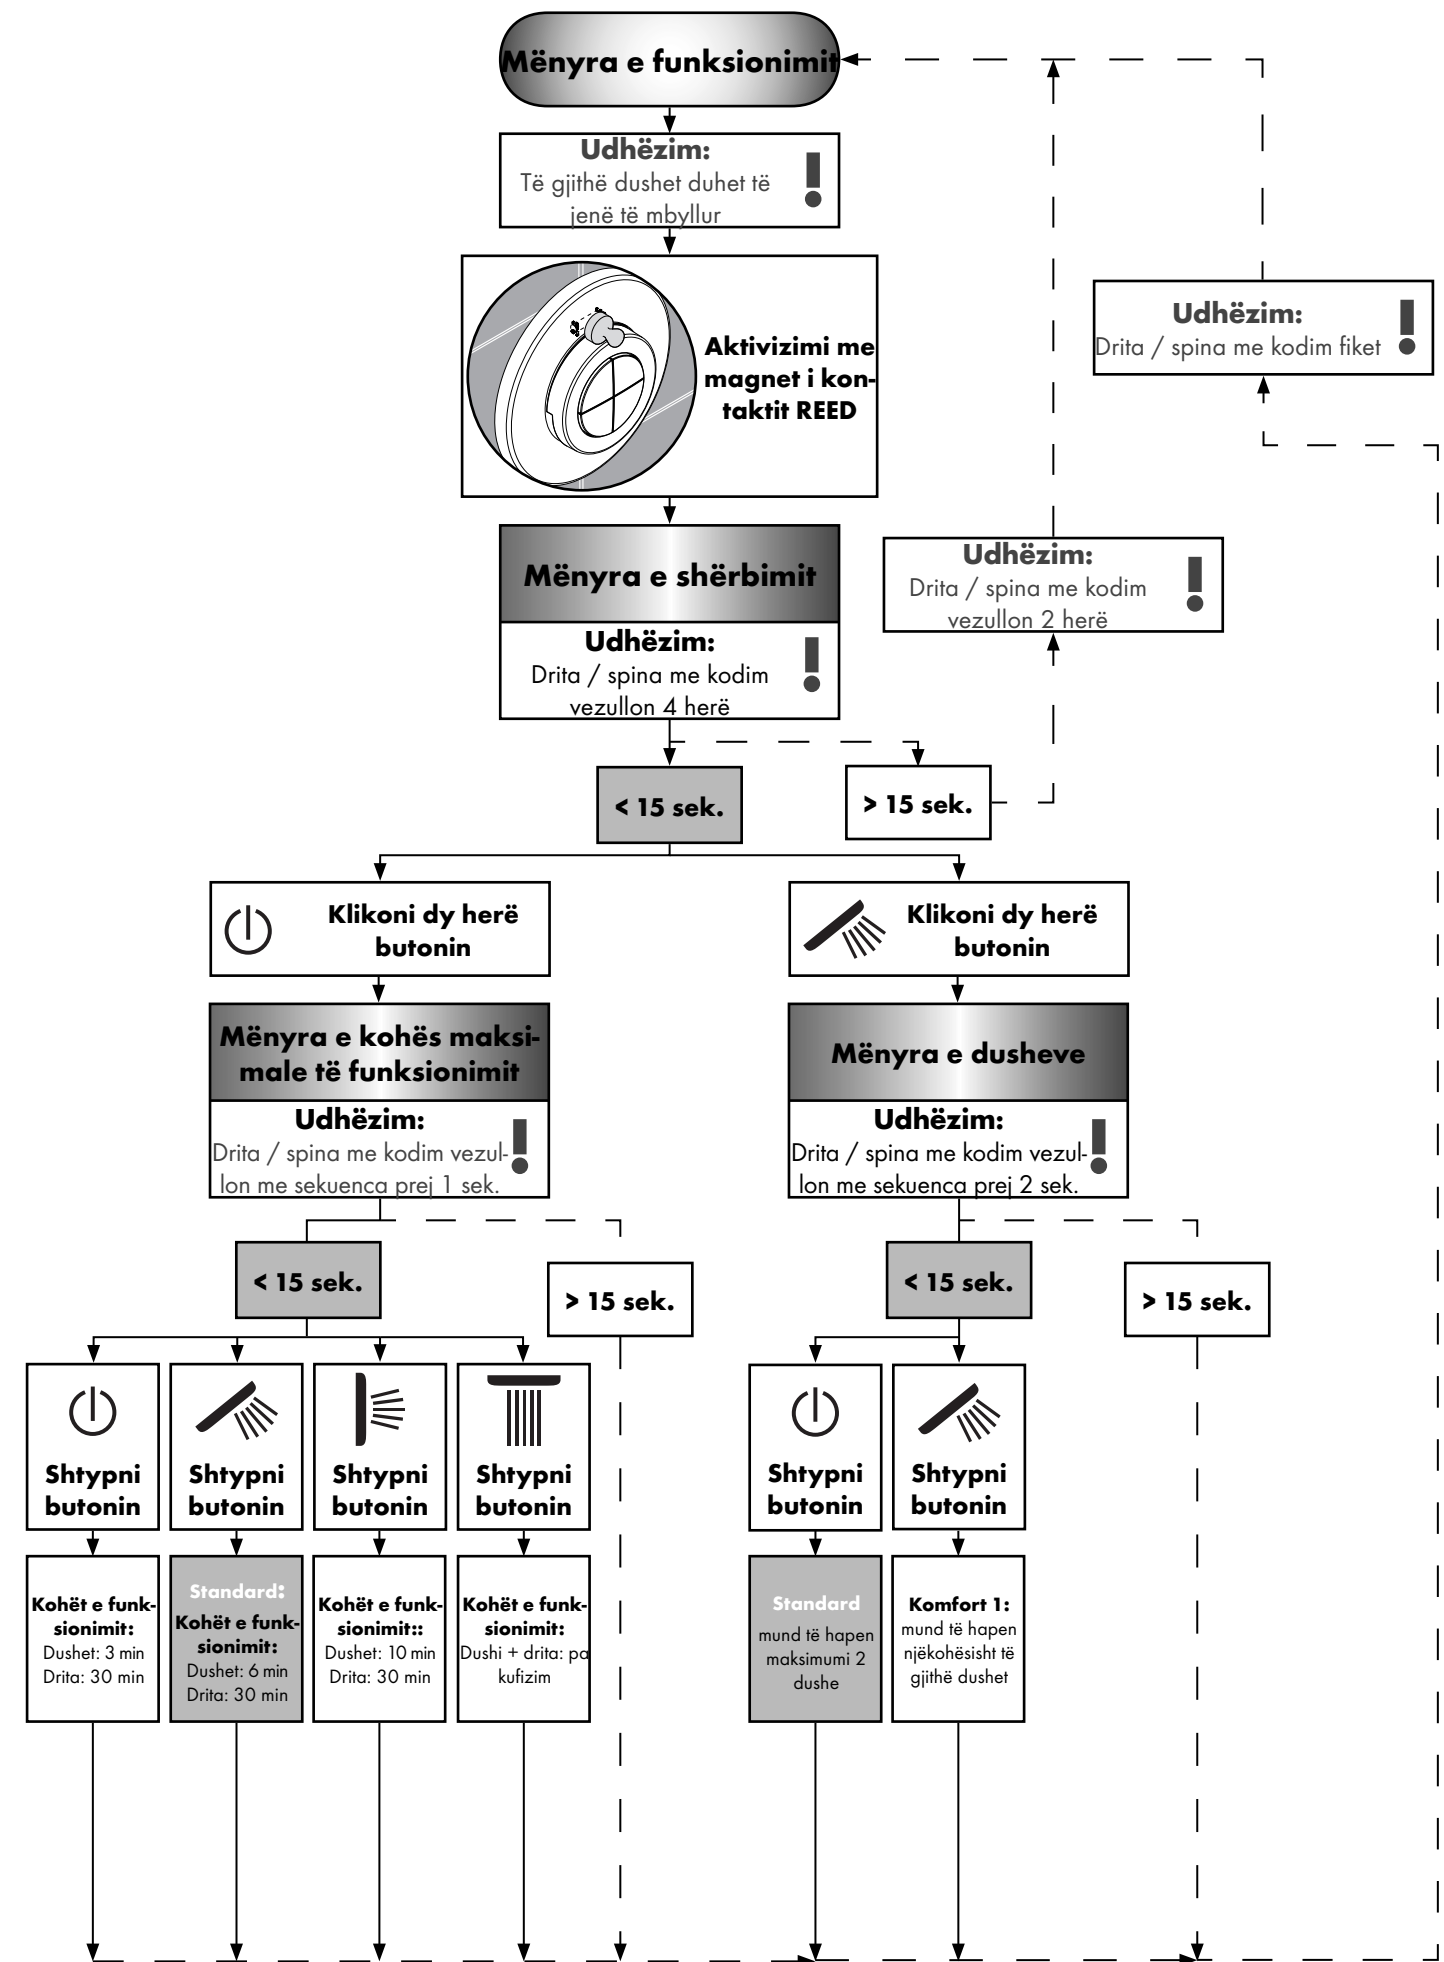 Mënyra e funksionimit
Udhëzim:
Të gjithë dushet duhet të
jenë të mbyllur
Aktivizimi me
magnet i kon-
taktit REED
Udhëzim:
Drita / spina me kodim fiket
Mënyra e shërbimit
Udhëzim:
Drita / spina me kodim
vezullon 4 herë
Udhëzim:
Drita / spina me kodim
vezullon 2 herë
< 15 sek.
> 15 sek.
Klikoni dy herë
butonin
Klikoni dy herë
butonin
Mënyra e kohës maksi-
male të funksionimit
Udhëzim:
Drita / spina me kodim vezul-
lon me sekuenca prej 1 sek.
Mënyra e dusheve
Udhëzim:
Drita / spina me kodim vezul-
lon me sekuenca prej 2 sek.
< 15 sek.
> 15 sek.
< 15 sek.
> 15 sek.
Shtypni
butonin
Shtypni
butonin
Shtypni
butonin
Shtypni
butonin
Shtypni
butonin
Shtypni
butonin
Kohët e funk-
sionimit:
Dushet: 3 min
Drita: 30 min
Standard:
Kohët e funk-
sionimit:
Dushet: 6 min
Drita: 30 min
Kohët e funk-
sionimit::
Dushet: 10 min
Drita: 30 min
Kohët e funk-
sionimit:
Dushi + drita: pa
kufizim
Standard
mund të hapen
maksimumi 2
dushe
Komfort 1:
mund të hapen
njëkohësisht të
gjithë dushet